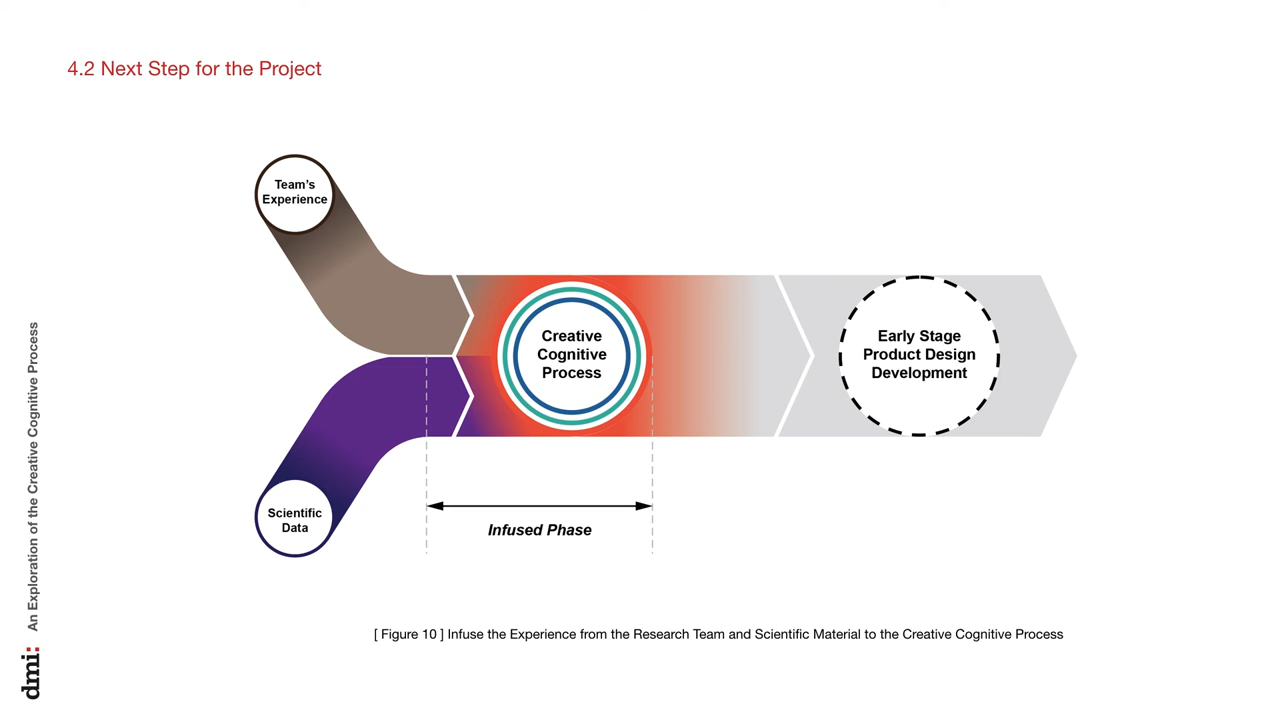 4.2 Next Step for the Project
Team's
Experience
Creative
Cognitive
Process
Early Stage
Product Design
Development
Scientific
Data
Infused Phase
[ Figure 10 ] Infuse the Experience from the Research Team and Scientific Material to the Creative Cognitive Process
An Exploration of the Creative Cognitive Process
dmi: